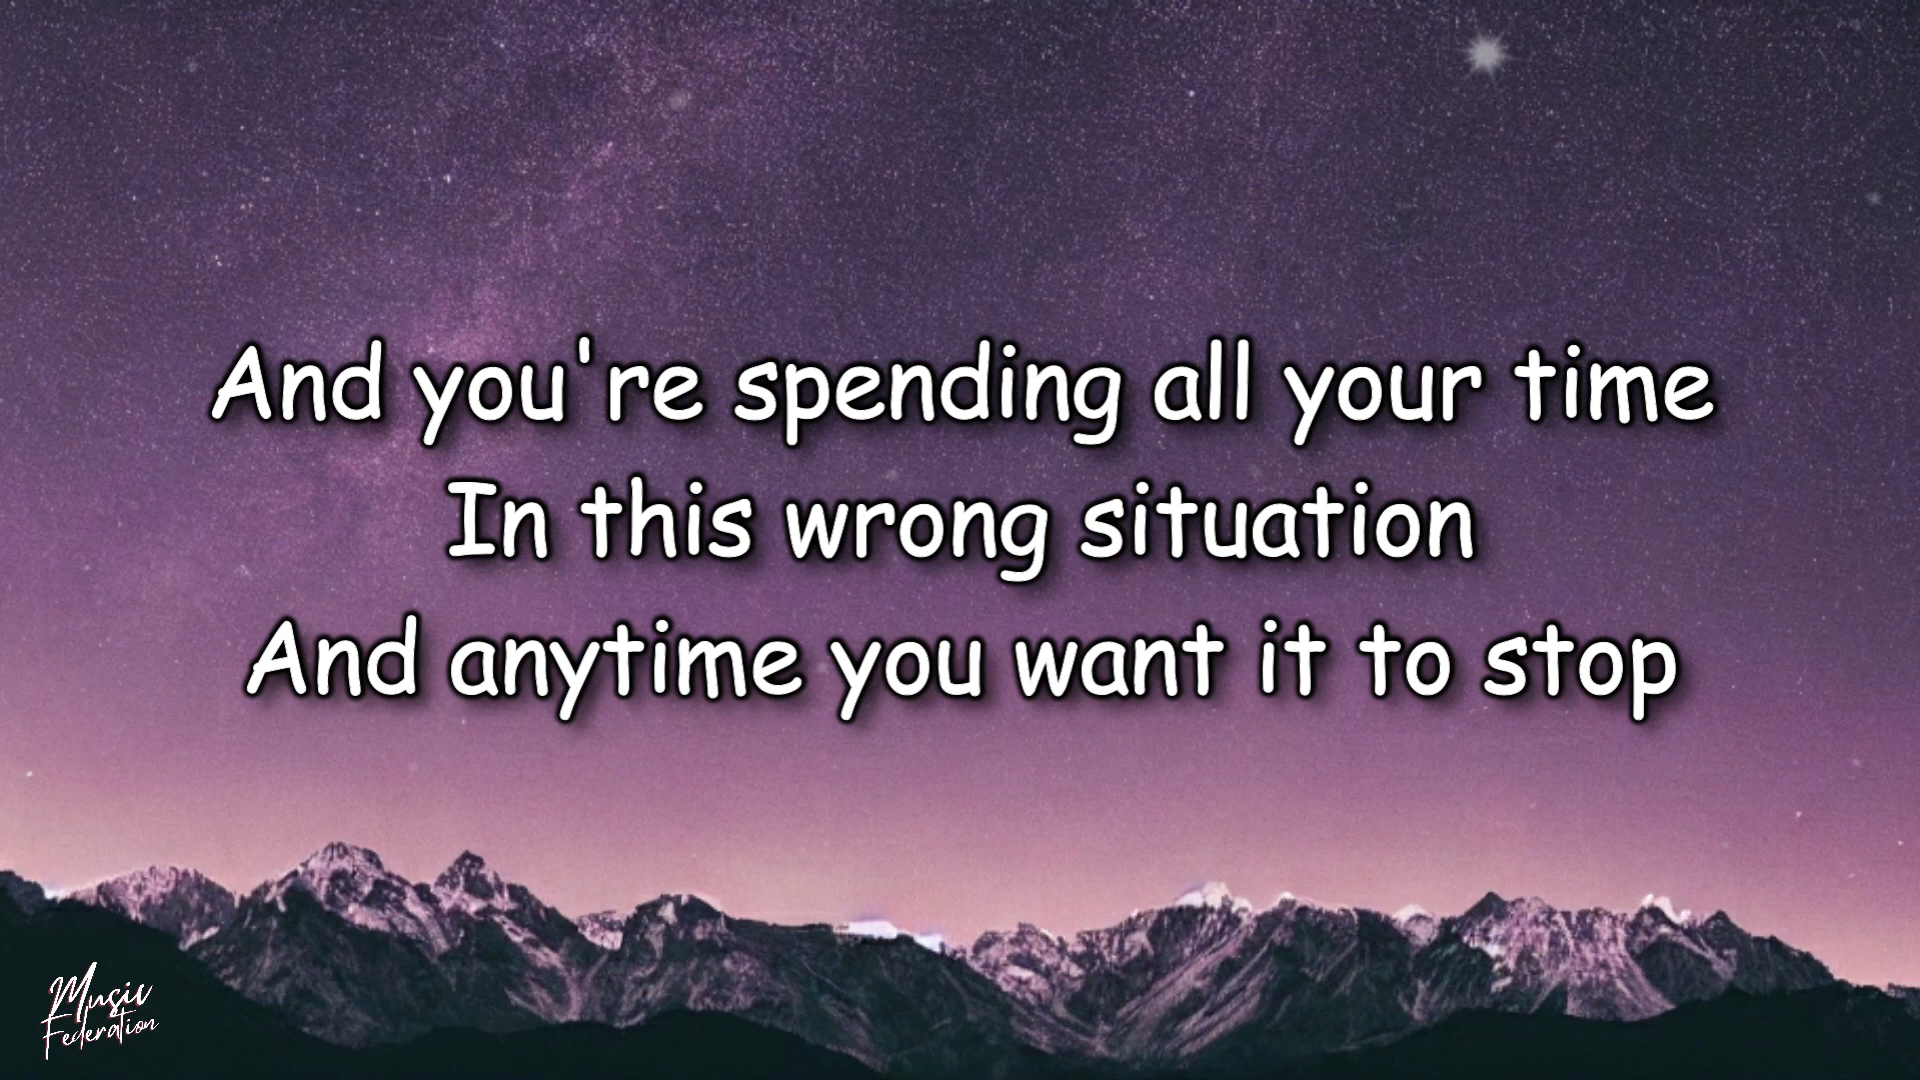 And you're spending all your time
In this wrong situation
And anytime you want it to stop
Music
Federation